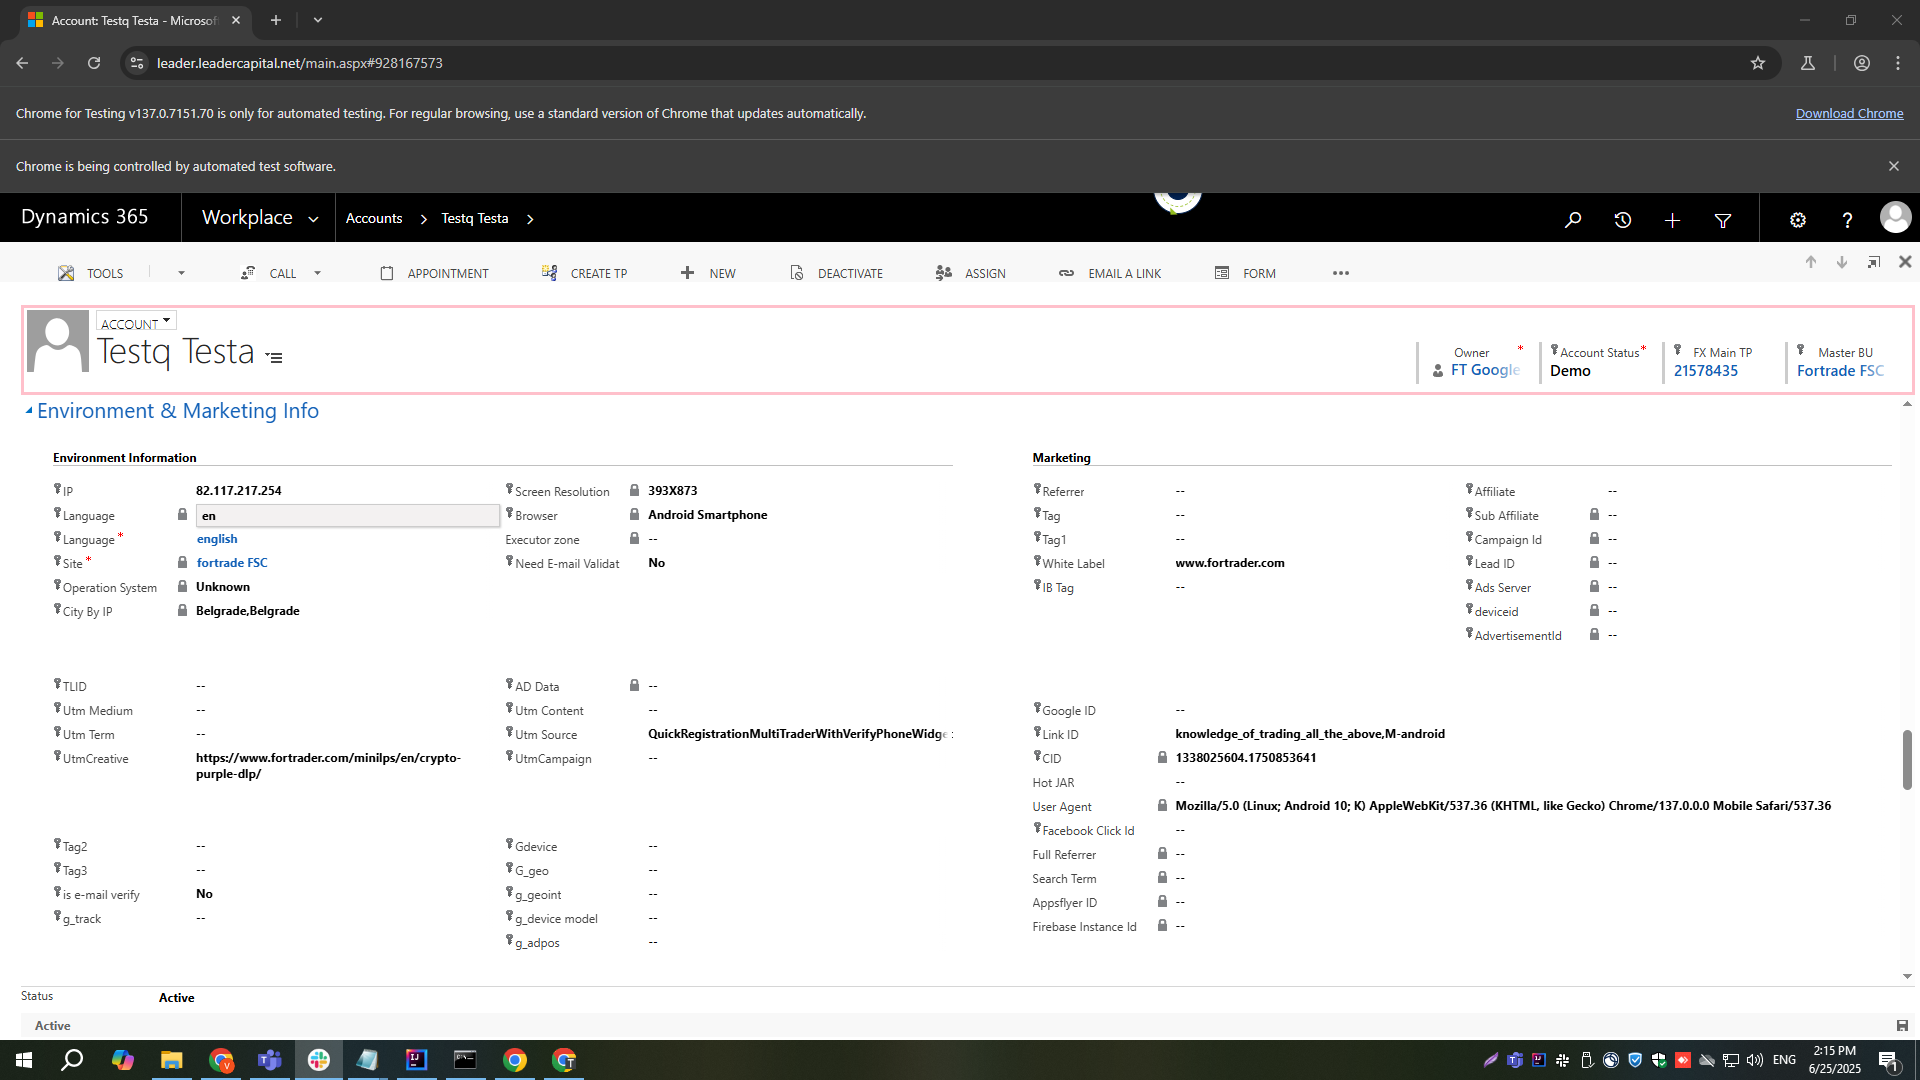 Account: Testq Testa - Microsof
leader.leadercapital.net/main.aspx#928167573
Chrome for Testing v137.0.7151.70 is only for automated testing. For regular browsing, use a standard version of Chrome that updates automatically.
Download Chrome
Chrome is being controlled by automated test software.
Dynamics 365
Workplace
Accounts
Testq Testa
TOOLS
CALL
APPOINTMENT
CREATE TP
NEW
DEACTIVATE
ASSIGN
EMAIL A LINK
FORM
ACCOUNT
Testq Testa
Owner *
FT Google
Account Status *
Demo
FX Main TP
21578435
Master BU
Fortrade FSC
Environment & Marketing Info
Environment Information
IP 82.117.217.254
Language en
Language * english
Site * fortrade FSC
Operation System Unknown
City By IP Belgrade,Belgrade
Screen Resolution 393X873
Browser Android Smartphone
Executor zone --
Need E-mail Validat No
Marketing
Referrer --
Tag --
Tag1 --
White Label www.fortrader.com
IB Tag --
Affiliate --
Sub Affiliate --
Campaign Id --
Lead ID --
Ads Server --
deviceid --
AdvertisementId --
TLID --
Utm Medium --
Utm Term --
UtmCreative https://www.fortrader.com/minilps/en/crypto-
purple-dlp/
AD Data --
Utm Content --
Utm Source QuickRegistrationMultiTraderWithVerifyPhoneWidge
UtmCampaign --
Google ID --
Link ID knowledge_of_trading_all_the_above,M-android
CID 1338025604.1750853641
Hot JAR --
User Agent Mozilla/5.0 (Linux; Android 10; K) AppleWebKit/537.36 (KHTML, like Gecko) Chrome/137.0.0.0 Mobile Safari/537.36
Facebook Click Id --
Full Referrer --
Search Term --
Appsflyer ID --
Firebase Instance Id --
Tag2 --
Tag3 --
is e-mail verify No
g_track --
Gdevice --
G_geo --
g_geoint --
g_device model --
g_adpos --
Status Active
Active
ENG
2:15 PM
6/25/2025
1